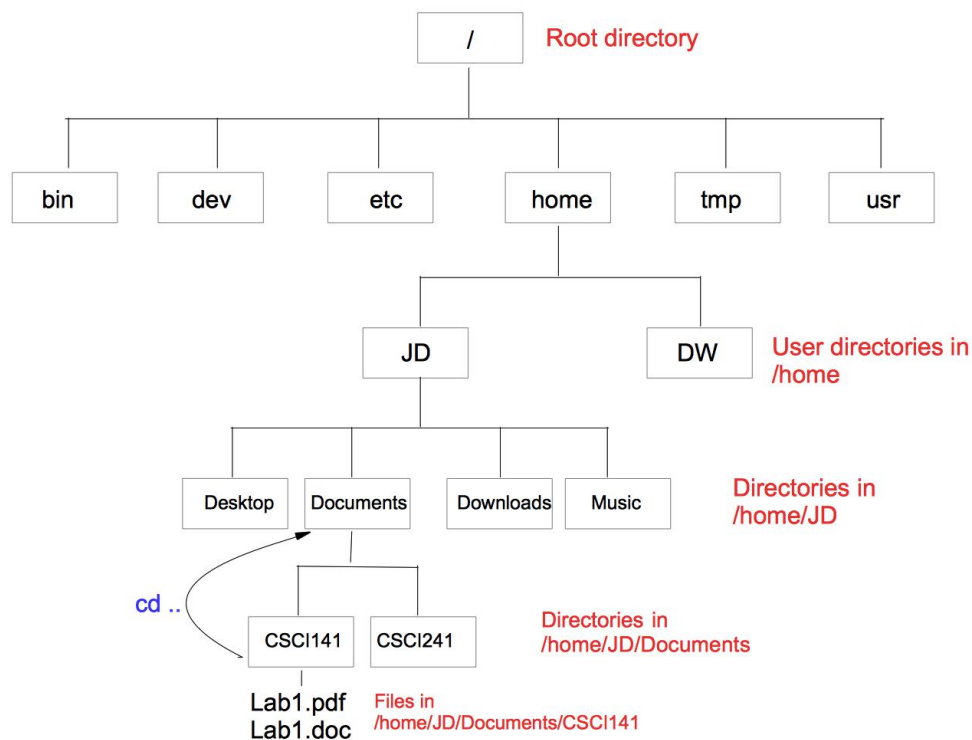 /
Root directory
bin
dev
etc
home
tmp
usr
JD
DW
User directories in
/home
Desktop
Documents
Downloads
Music
Directories in
/home/JD
cd ..
CSCI141
CSCI241
Directories in
/home/JD/Documents
Lab1.pdf
Lab1.doc
Files in
/home/JD/Documents/CSCI141